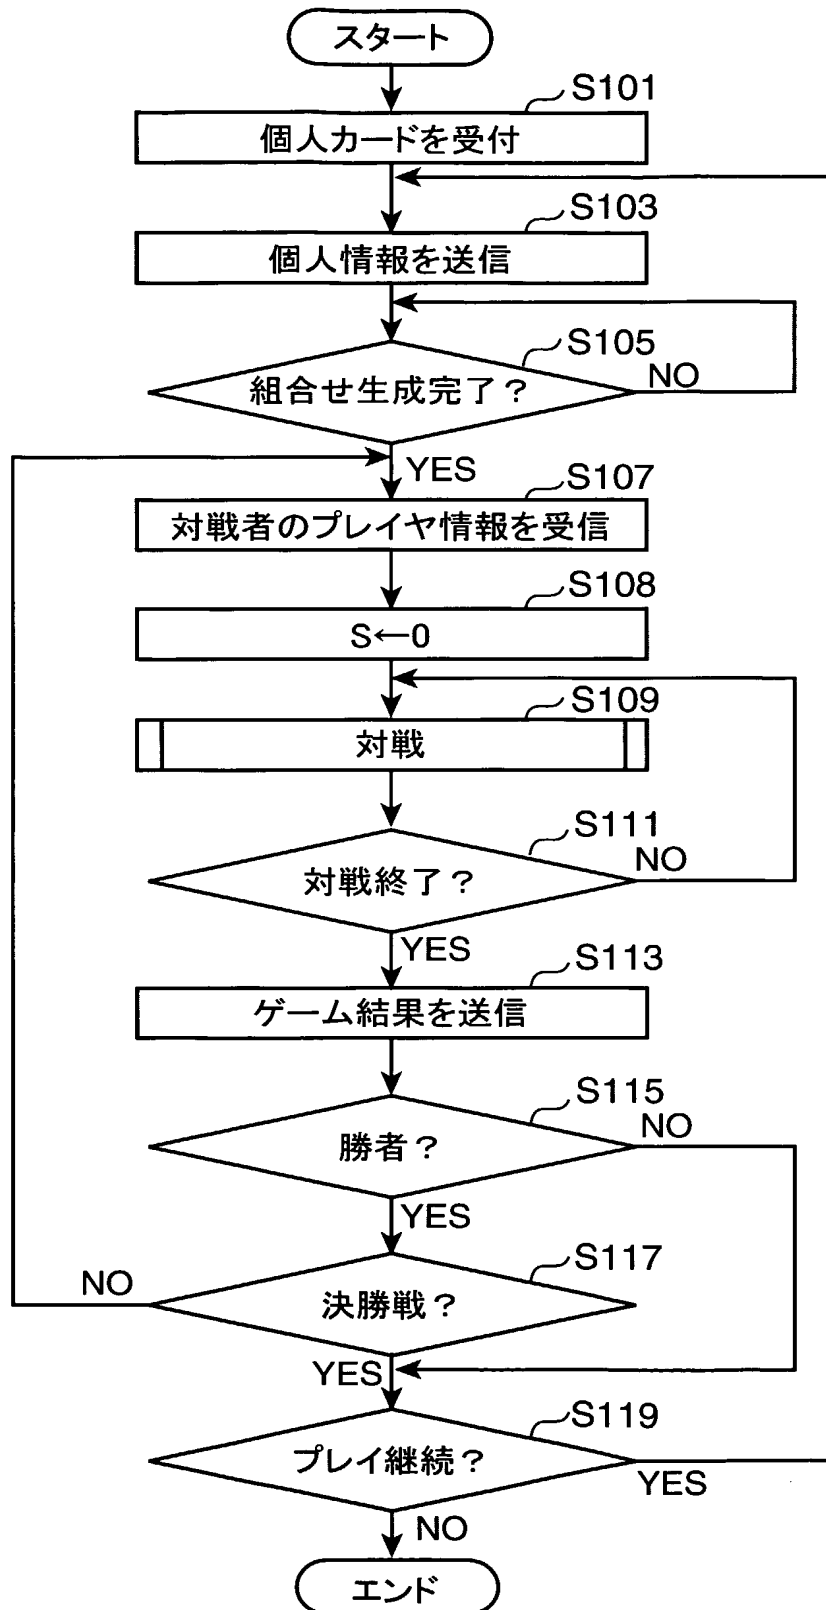 スタート
S101
個人カードを受付
S103
個人情報を送信
S105
組合せ生成完了？
NO
YES
S107
対戦者のプレイヤ情報を受信
S108
S←0
S109
対戦
S111
対戦終了？
NO
YES
S113
ゲーム結果を送信
S115
勝者？
NO
YES
S117
決勝戦？
NO
YES
S119
プレイ継続？
YES
NO
エンド